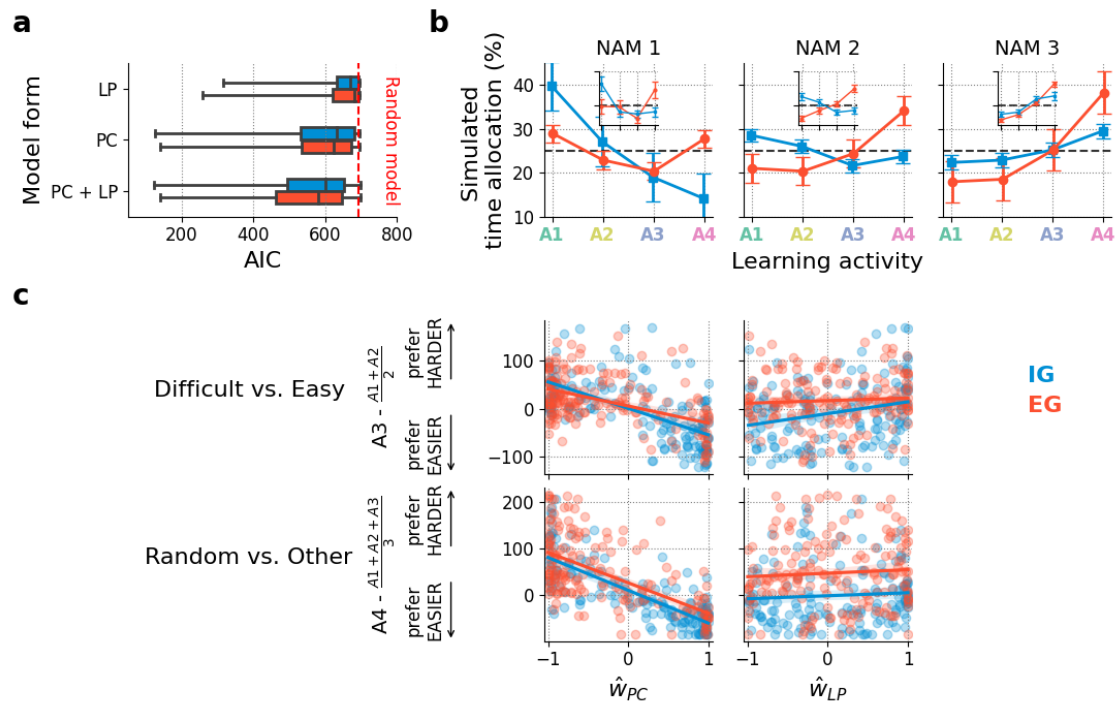 a
Model form
LP
PC
PC + LP
Random model
200 400 600 800
AIC
b
NAM 1 NAM 2 NAM 3
Simulated
time allocation (%)
40
30
20
10
A1 A2 A3 A4 A1 A2 A3 A4 A1 A2 A3 A4
Learning activity
c
Difficult vs. Easy
A3 - (A1 + A2)/2
prefer
HARDER
prefer
EASIER
100
0
−100
IG
EG
Random vs. Other
A4 - (A1 + A2 + A3)/3
prefer
HARDER
prefer
EASIER
200
100
0
−1 0 1 −1 0 1
ŵPC ŵLP